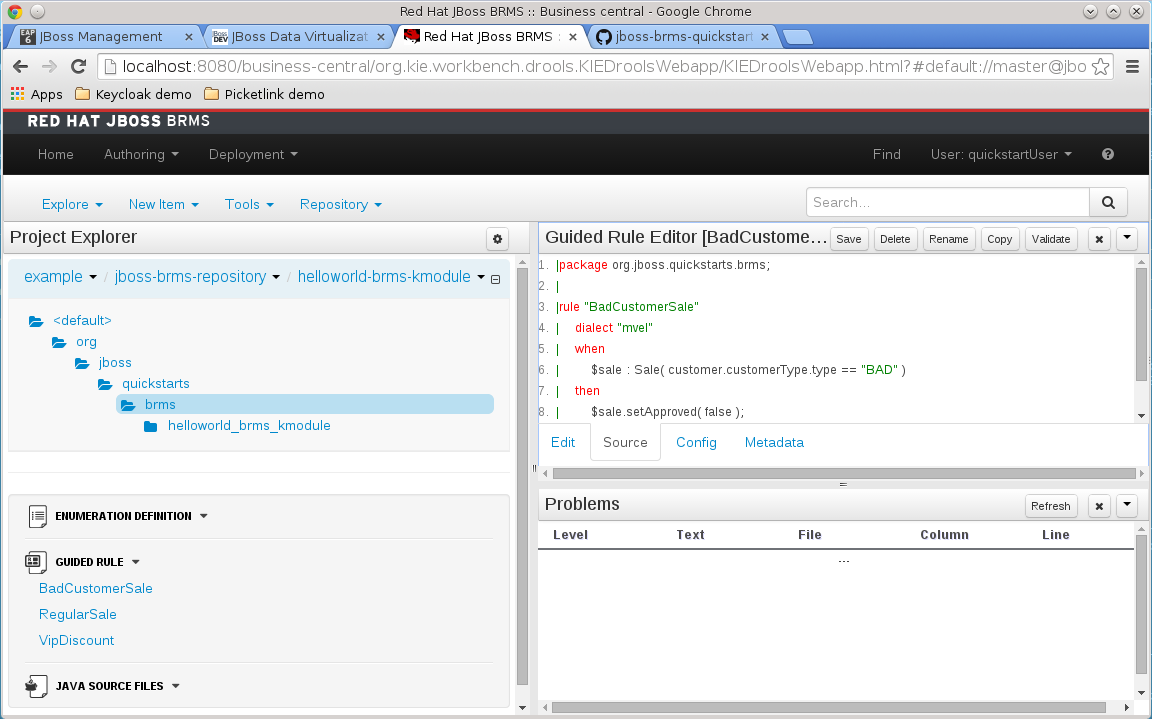 Red Hat JBoss BRMS :: Business central - Google Chrome
EAP 6 JBoss Management
JBoss DEV JBoss Data Virtualizat
Red Hat JBoss BRMS :
jboss-brms-quickstart
localhost:8080/business-central/org.kie.workbench.drools.KIEDroolsWebapp/KIEDroolsWebapp.html?#default://master@jbo
Apps Keycloak demo Picketlink demo
RED HAT JBOSS BRMS
Home Authoring Deployment Find User: quickstartUser
Explore New Item Tools Repository Search...
Project Explorer
example / jboss-brms-repository / helloworld-brms-kmodule
<default>
org
jboss
quickstarts
brms
helloworld_brms_kmodule
ENUMERATION DEFINITION
GUIDED RULE
BadCustomerSale
RegularSale
VipDiscount
JAVA SOURCE FILES
Guided Rule Editor [BadCustome... Save Delete Rename Copy Validate
1. |package org.jboss.quickstarts.brms;
2. |
3. |rule "BadCustomerSale"
4. | dialect "mvel"
5. | when
6. | $sale : Sale( customer.customerType.type == "BAD" )
7. | then
8. | $sale.setApproved( false );
Edit Source Config Metadata
Problems Refresh
Level Text File Column Line
...